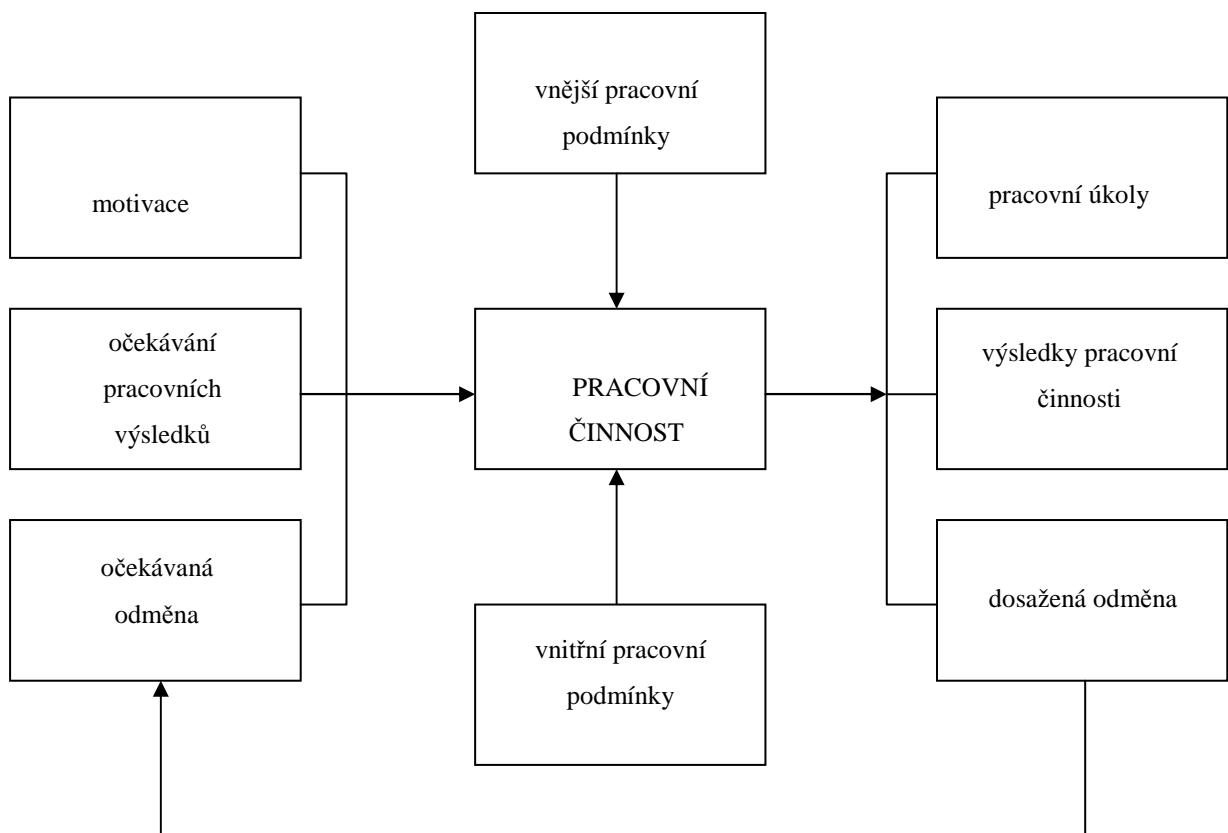 vnější pracovní
podmínky
motivace
pracovní úkoly
očekávání
pracovních
výsledků
PRACOVNÍ
ČINNOST
výsledky pracovní
činnosti
očekávaná
odměna
vnitřní pracovní
podmínky
dosažená odměna